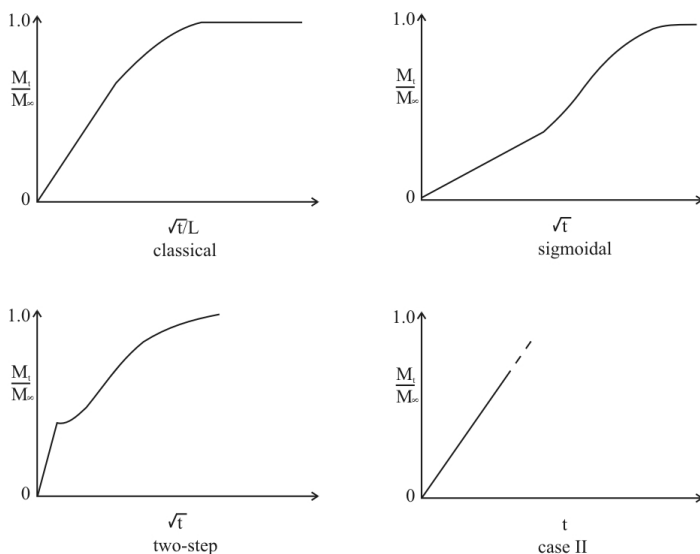 1.0
Mₜ
M∞
0
√t/L
classical
1.0
Mₜ
M∞
0
√t
sigmoidal
1.0
Mₜ
M∞
0
√t
two-step
1.0
Mₜ
M∞
0
t
case II